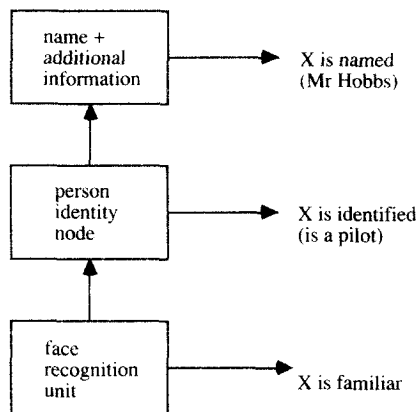 name +
additional
information
X is named
(Mr Hobbs)
person
identity
node
X is identified
(is a pilot)
face
recognition
unit
X is familiar